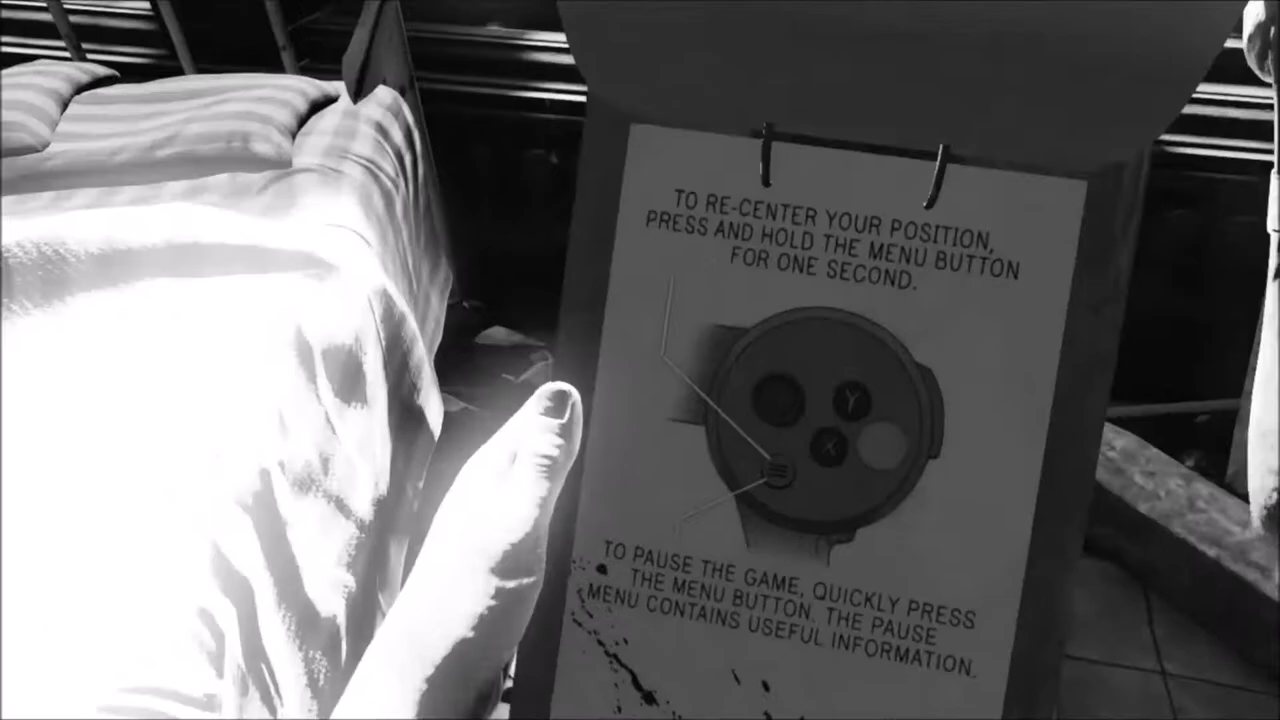 TO RE-CENTER YOUR POSITION,
PRESS AND HOLD THE MENU BUTTON
FOR ONE SECOND.
Y
X
TO PAUSE THE GAME, QUICKLY PRESS
THE MENU BUTTON. THE PAUSE
MENU CONTAINS USEFUL INFORMATION.